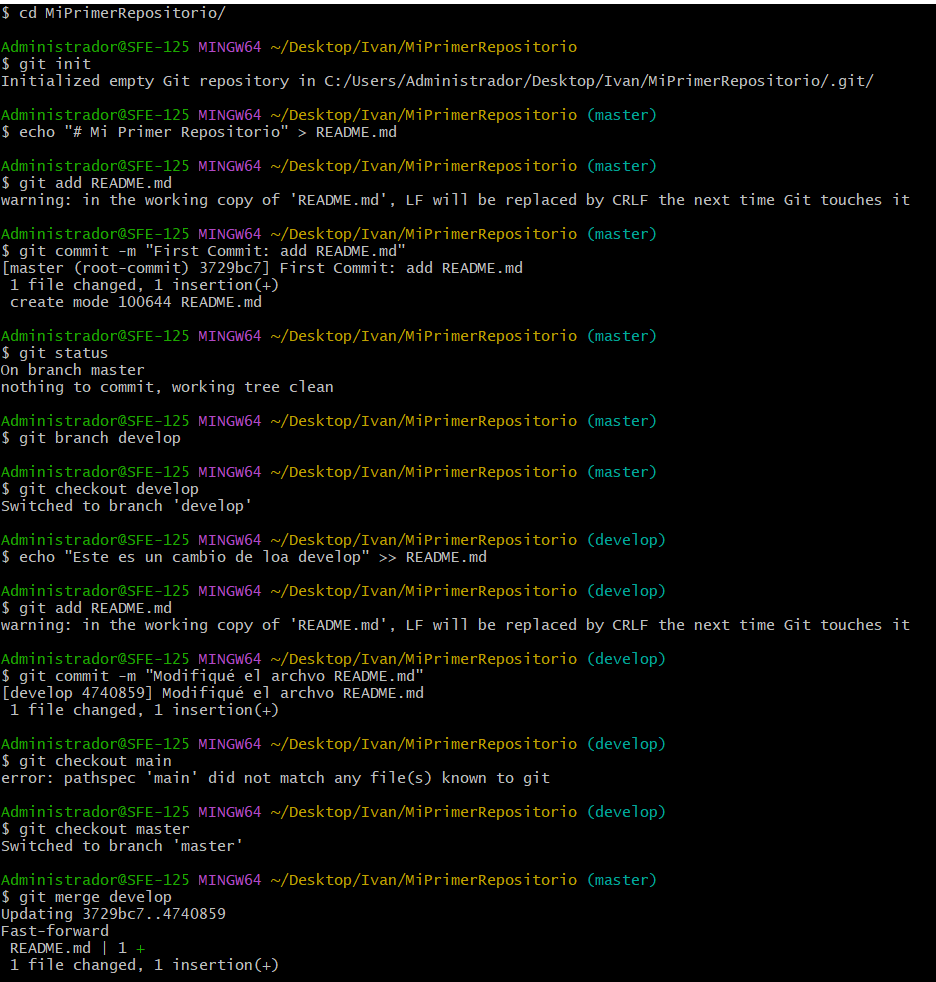 $ cd MiPrimerRepositorio/
Administrador@SFE-125 MINGW64 ~/Desktop/Ivan/MiPrimerRepositorio
$ git init
Initialized empty Git repository in C:/Users/Administrador/Desktop/Ivan/MiPrimerRepositorio/.git/
Administrador@SFE-125 MINGW64 ~/Desktop/Ivan/MiPrimerRepositorio (master)
$ echo "# Mi Primer Repositorio" > README.md
Administrador@SFE-125 MINGW64 ~/Desktop/Ivan/MiPrimerRepositorio (master)
$ git add README.md
warning: in the working copy of 'README.md', LF will be replaced by CRLF the next time Git touches it
Administrador@SFE-125 MINGW64 ~/Desktop/Ivan/MiPrimerRepositorio (master)
$ git commit -m "First Commit: add README.md"
[master (root-commit) 3729bc7] First Commit: add README.md
 1 file changed, 1 insertion(+)
 create mode 100644 README.md
Administrador@SFE-125 MINGW64 ~/Desktop/Ivan/MiPrimerRepositorio (master)
$ git status
On branch master
nothing to commit, working tree clean
Administrador@SFE-125 MINGW64 ~/Desktop/Ivan/MiPrimerRepositorio (master)
$ git branch develop
Administrador@SFE-125 MINGW64 ~/Desktop/Ivan/MiPrimerRepositorio (master)
$ git checkout develop
Switched to branch 'develop'
Administrador@SFE-125 MINGW64 ~/Desktop/Ivan/MiPrimerRepositorio (develop)
$ echo "Este es un cambio de loa develop" >> README.md
Administrador@SFE-125 MINGW64 ~/Desktop/Ivan/MiPrimerRepositorio (develop)
$ git add README.md
warning: in the working copy of 'README.md', LF will be replaced by CRLF the next time Git touches it
Administrador@SFE-125 MINGW64 ~/Desktop/Ivan/MiPrimerRepositorio (develop)
$ git commit -m "Modifiqué el archvo README.md"
[develop 4740859] Modifiqué el archvo README.md
 1 file changed, 1 insertion(+)
Administrador@SFE-125 MINGW64 ~/Desktop/Ivan/MiPrimerRepositorio (develop)
$ git checkout main
error: pathspec 'main' did not match any file(s) known to git
Administrador@SFE-125 MINGW64 ~/Desktop/Ivan/MiPrimerRepositorio (develop)
$ git checkout master
Switched to branch 'master'
Administrador@SFE-125 MINGW64 ~/Desktop/Ivan/MiPrimerRepositorio (master)
$ git merge develop
Updating 3729bc7..4740859
Fast-forward
 README.md | 1 +
 1 file changed, 1 insertion(+)